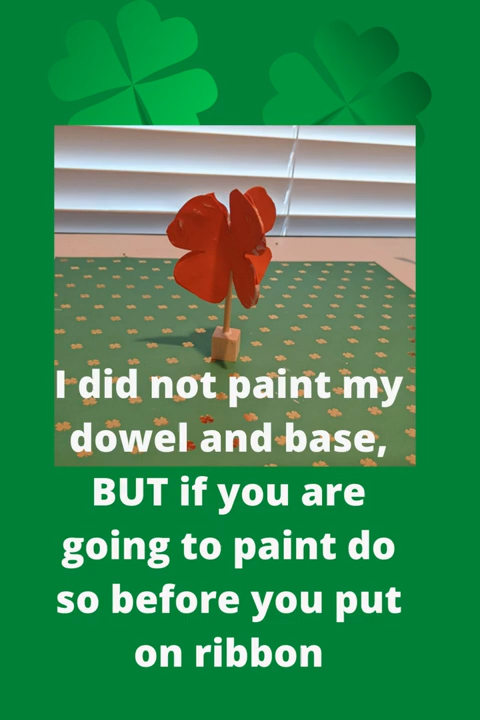 I did not paint my
dowel and base,
BUT if you are
going to paint do
so before you put
on ribbon